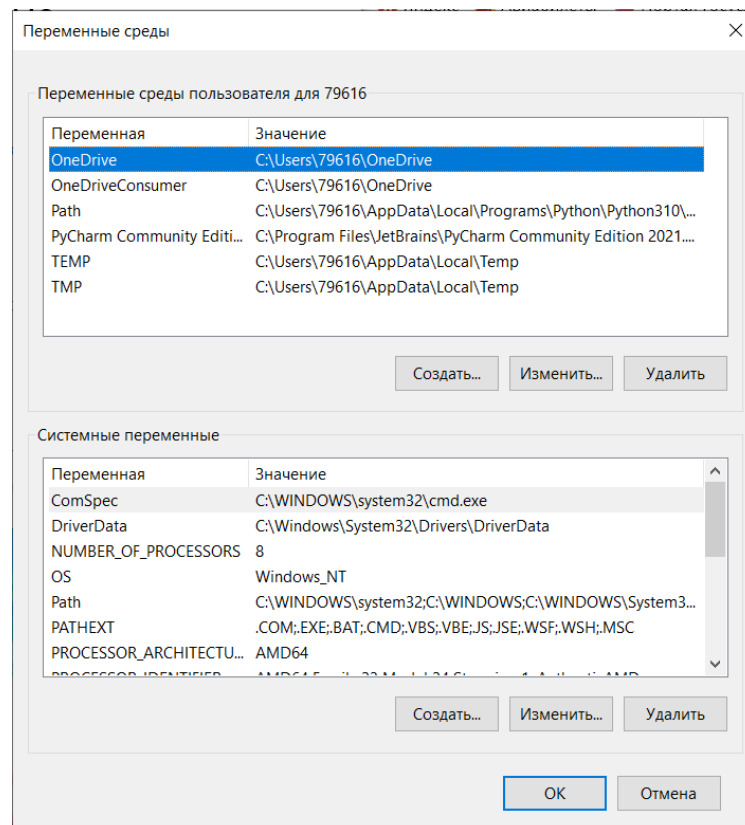 Переменные среды
Переменные среды пользователя для 79616
Переменная Значение
OneDrive C:\Users\79616\OneDrive
OneDriveConsumer C:\Users\79616\OneDrive
Path C:\Users\79616\AppData\Local\Programs\Python\Python310\...
PyCharm Community Editi... C:\Program Files\JetBrains\PyCharm Community Edition 2021....
TEMP C:\Users\79616\AppData\Local\Temp
TMP C:\Users\79616\AppData\Local\Temp
Создать... Изменить... Удалить
Системные переменные
Переменная Значение
ComSpec C:\WINDOWS\system32\cmd.exe
DriverData C:\Windows\System32\Drivers\DriverData
NUMBER_OF_PROCESSORS 8
OS Windows_NT
Path C:\WINDOWS\system32;C:\WINDOWS;C:\WINDOWS\System3...
PATHEXT .COM;.EXE;.BAT;.CMD;.VBS;.VBE;.JS;.JSE;.WSF;.WSH;.MSC
PROCESSOR_ARCHITECTU... AMD64
Создать... Изменить... Удалить
ОК Отмена